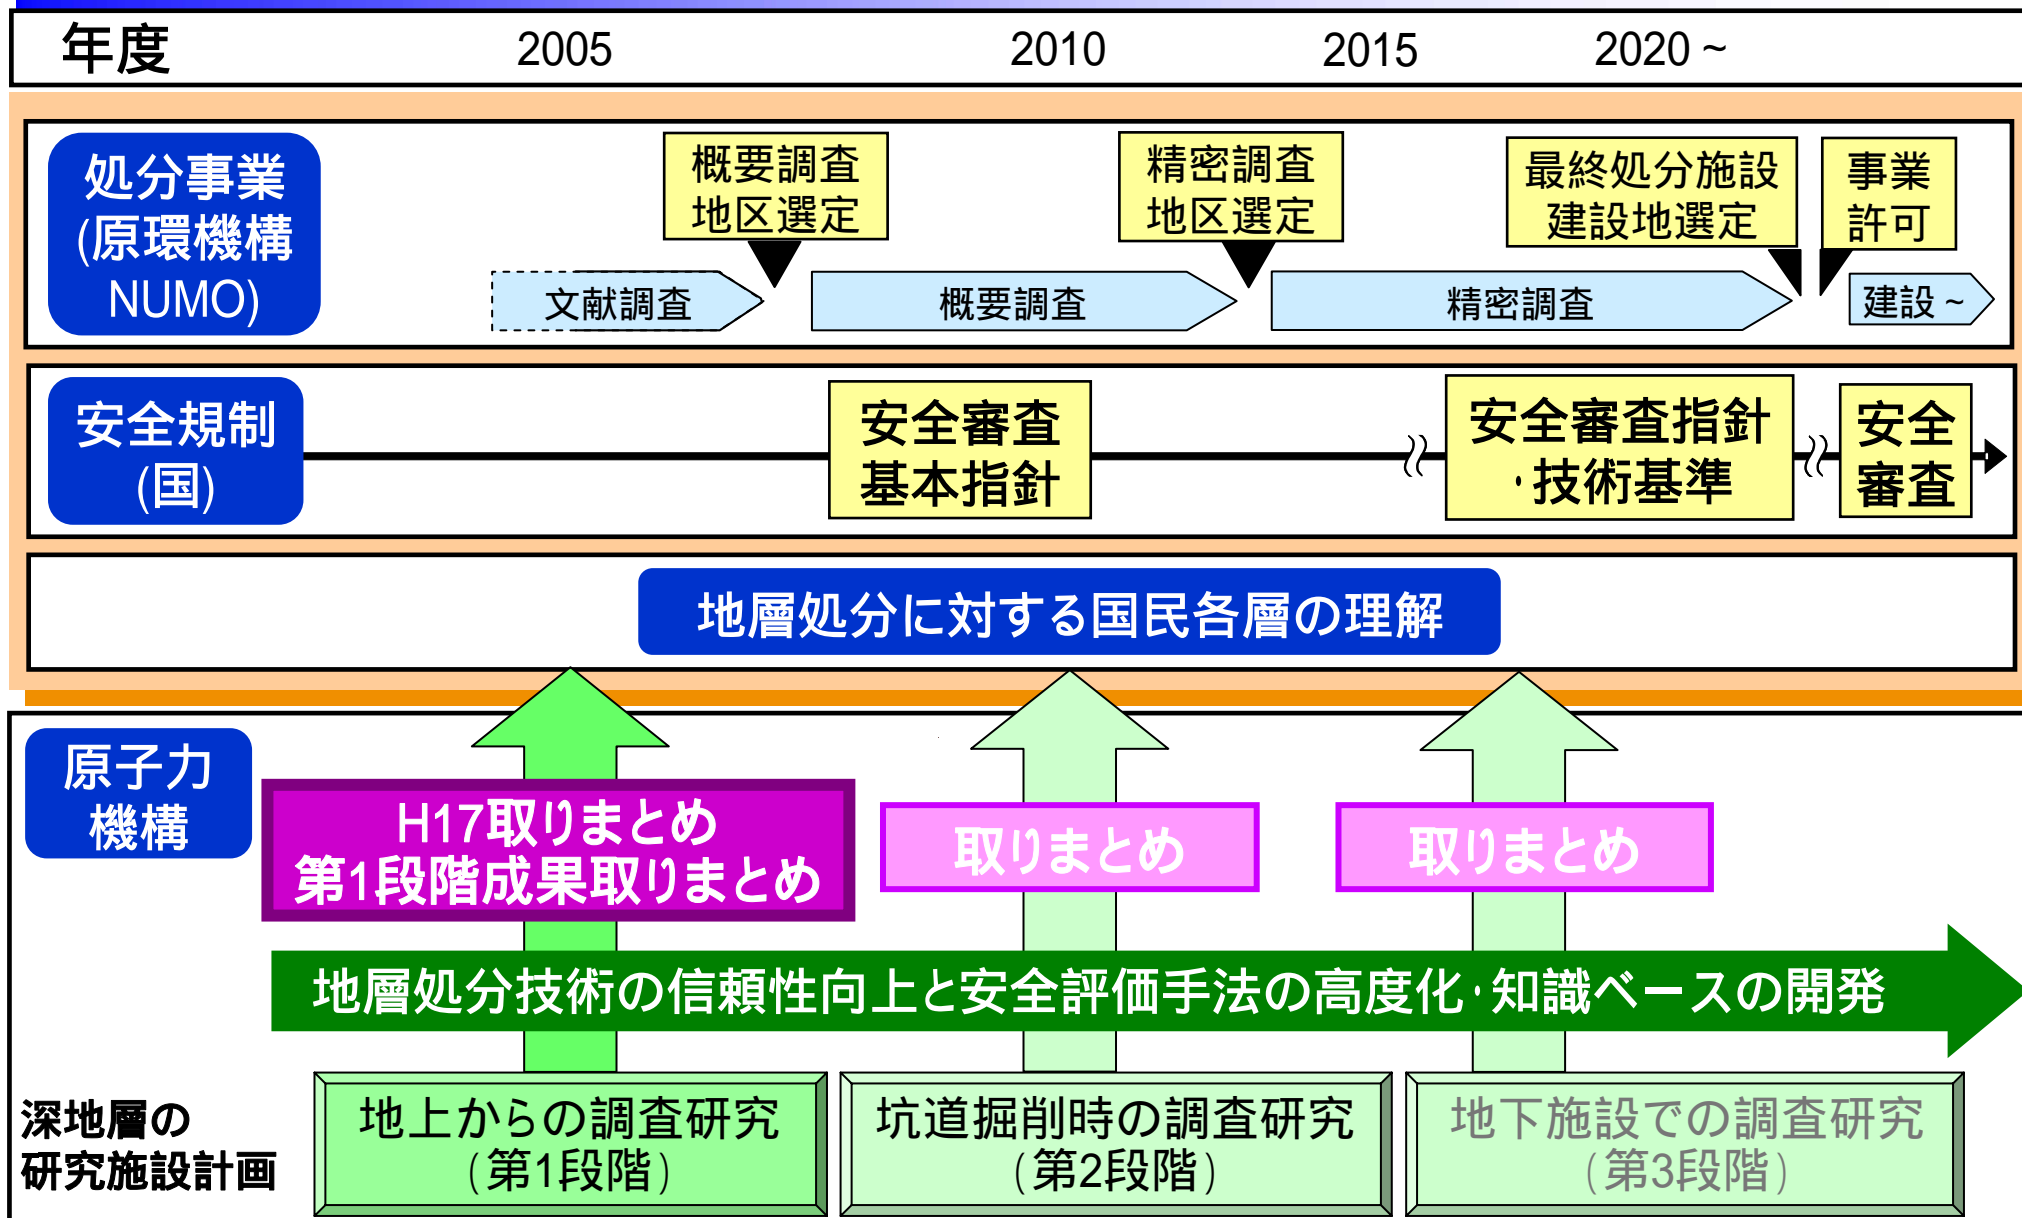 年度 2005 2010 2015 2020 ~
処分事業
(原環機構
NUMO)
概要調査
地区選定
精密調査
地区選定
最終処分施設
建設地選定
事業
許可
文献調査
概要調査
精密調査
建設 ~
安全規制
(国)
安全審査
基本指針
安全審査指針
・技術基準
安全
審査
地層処分に対する国民各層の理解
原子力
機構
H17取りまとめ
第1段階成果取りまとめ
取りまとめ
取りまとめ
地層処分技術の信頼性向上と安全評価手法の高度化・知識ベースの開発
深地層の
研究施設計画
地上からの調査研究
(第1段階)
坑道掘削時の調査研究
(第2段階)
地下施設での調査研究
(第3段階)